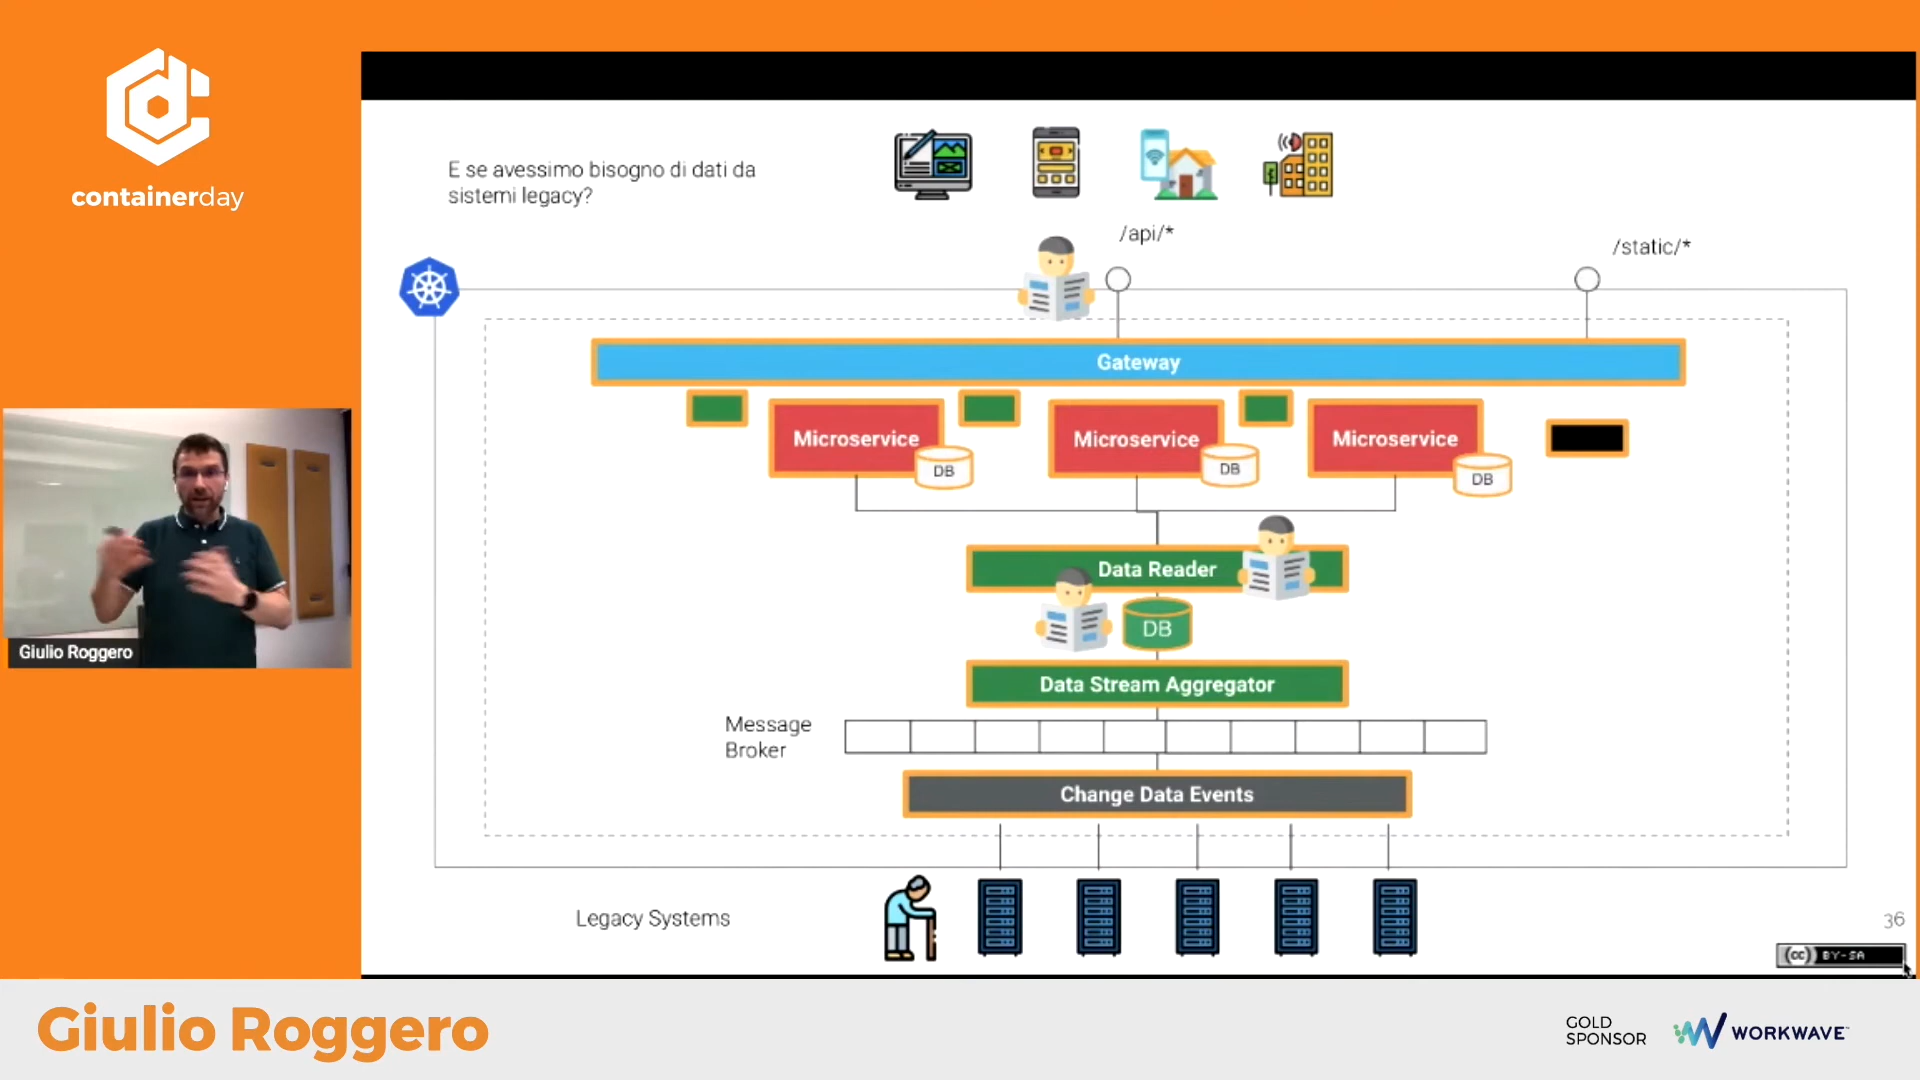 containerday
E se avessimo bisogno di dati da
sistemi legacy?
/api/*
/static/*
Gateway
Microservice
DB
Microservice
DB
Microservice
DB
Data Reader
DB
Data Stream Aggregator
Message
Broker
Change Data Events
Legacy Systems
36
cc BY-SA
Giulio Roggero
Giulio Roggero
GOLD
SPONSOR
WORKWAVE